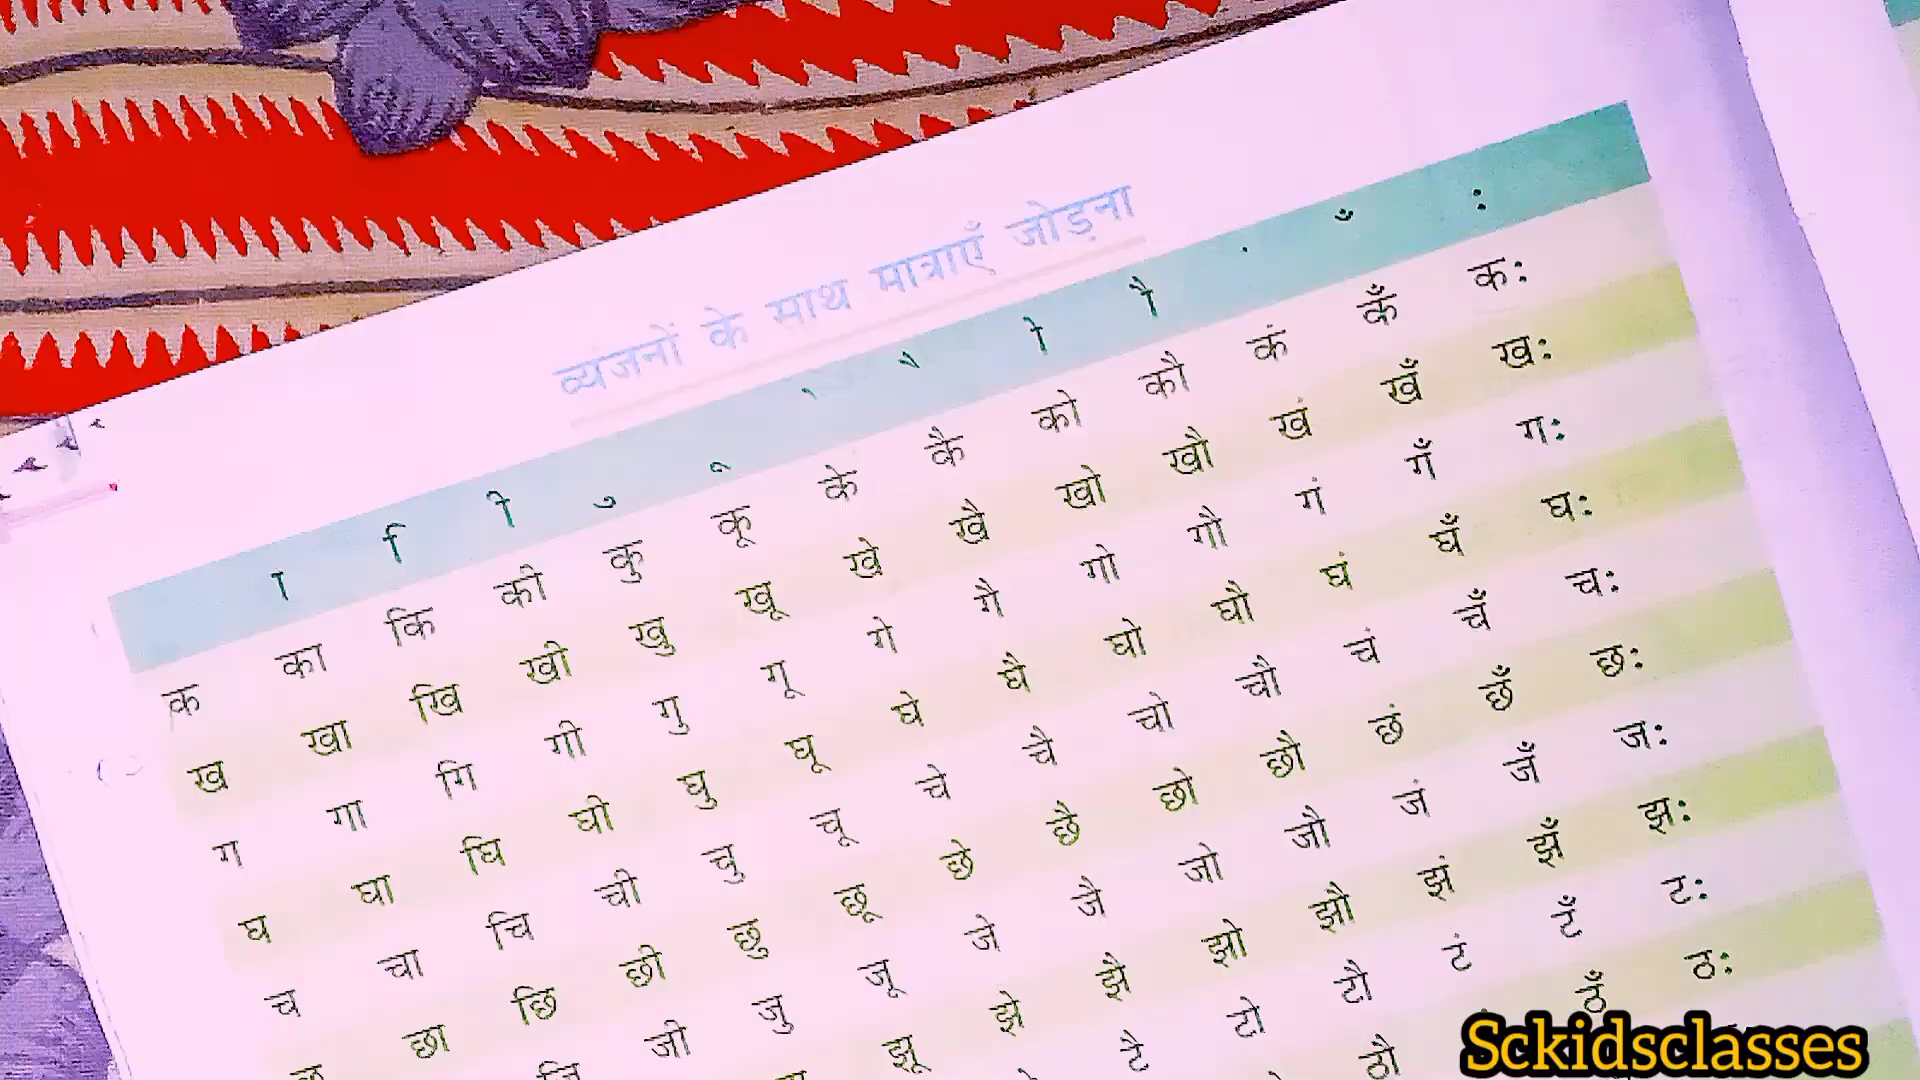 व्यंजनों के साथ मात्राएँ जोड़ना
ा ि ी ु ू े ै ो ौ ं ँ ः
क का कि की कु कू के कै को कौ कं कँ कः
ख खा खि खी खु खू खे खै खो खौ खं खँ खः
ग गा गि गी गु गू गे गै गो गौ गं गँ गः
घ घा घि घी घु घू घे घै घो घौ घं घँ घः
च चा चि ची चु चू चे चै चो चौ चं चँ चः
छ छा छि छी छु छू छे छै छो छौ छं छँ छः
जि जी जु जू जे जै जो जौ जं जँ जः
झू झे झै झो झौ झं झँ झः
टे टो टौ टं टँ टः
ठौ ठँ ठः
Sckidsclasses